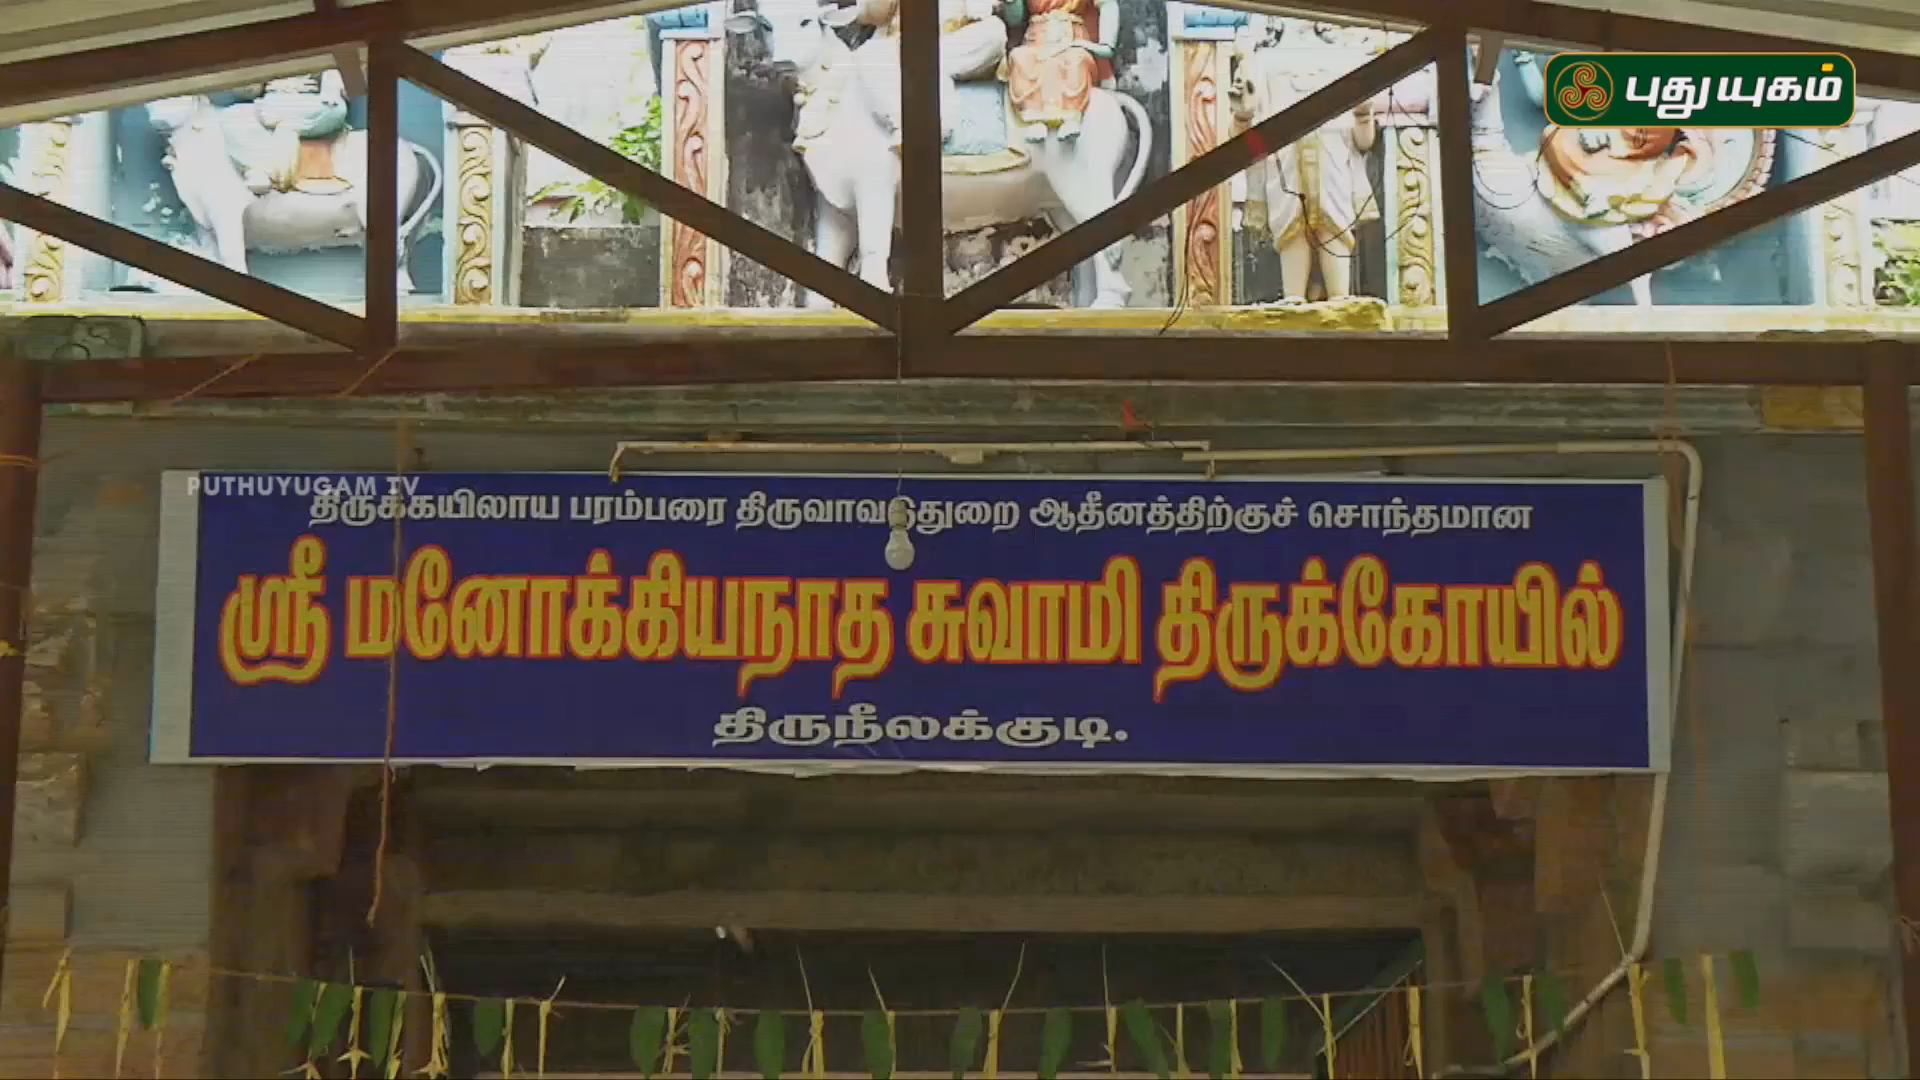 புதுயுகம்
PUTHUYUGAM TV
திருக்கயிலாய பரம்பரை திருவாவடுதுறை ஆதீனத்திற்குச் சொந்தமான
ஸ்ரீ மனோக்கியநாத சுவாமி திருக்கோயில்
திருநீலக்குடி.